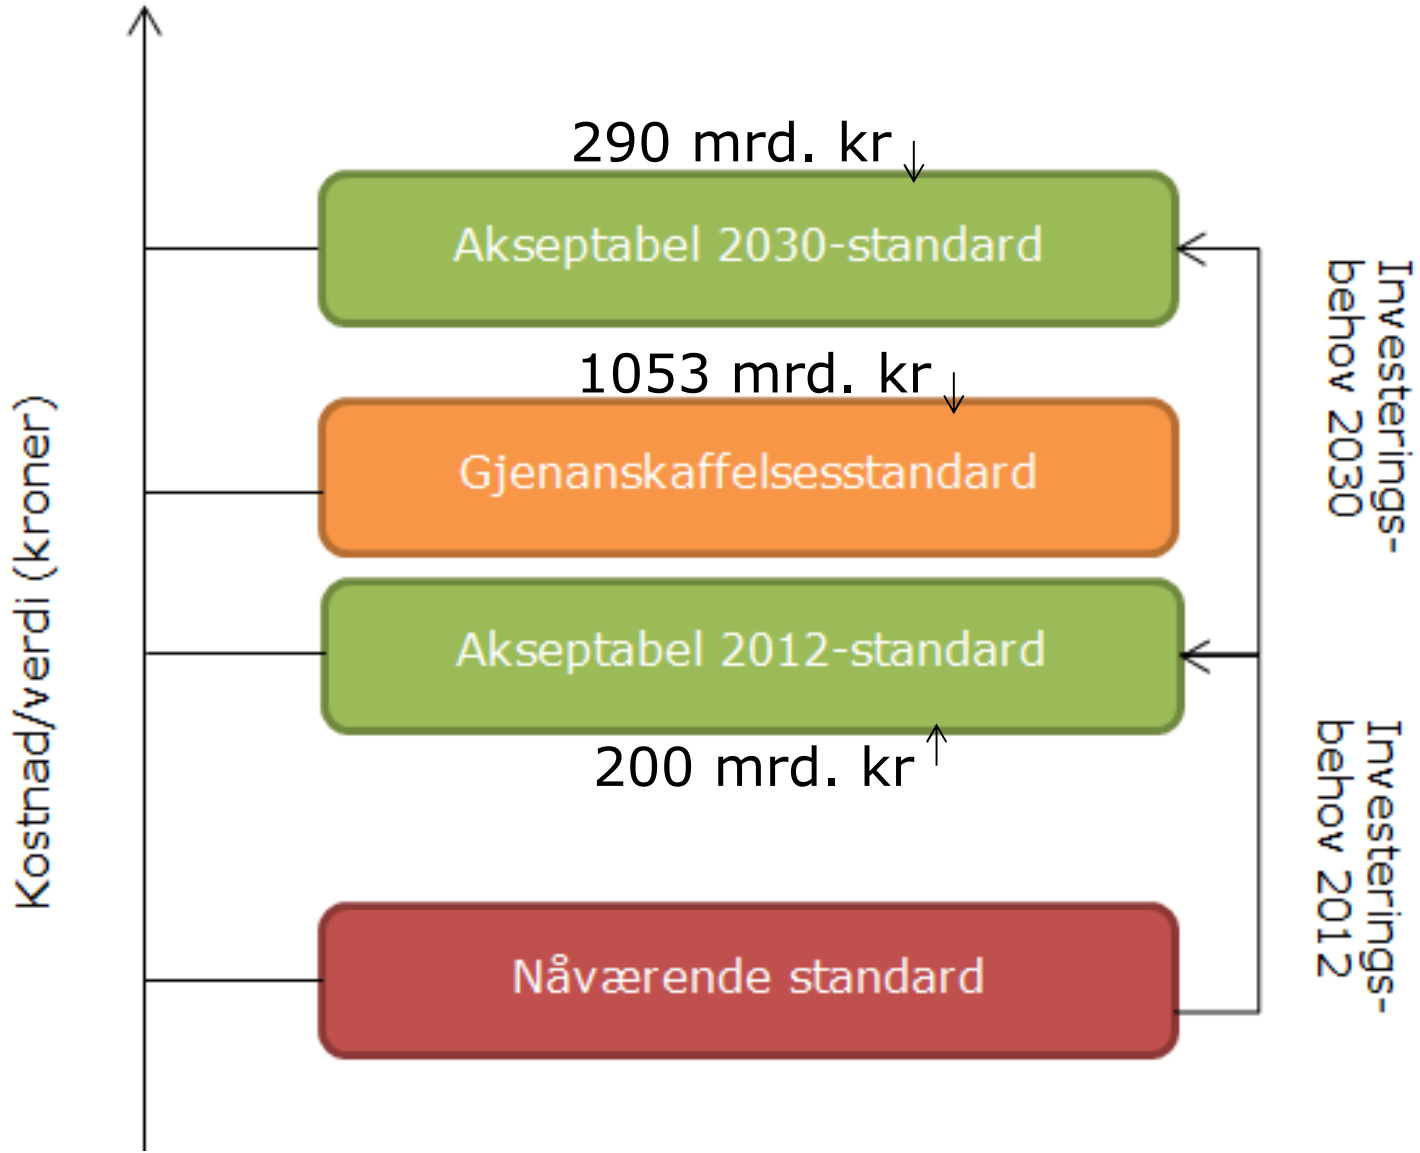 290 mrd. kr
Akseptabel 2030-standard
1053 mrd. kr
Gjenanskaffelsesstandard
Akseptabel 2012-standard
200 mrd. kr
Nåværende standard
Kostnad/verdi (kroner)
Investerings-
behov 2030
Investerings-
behov 2012